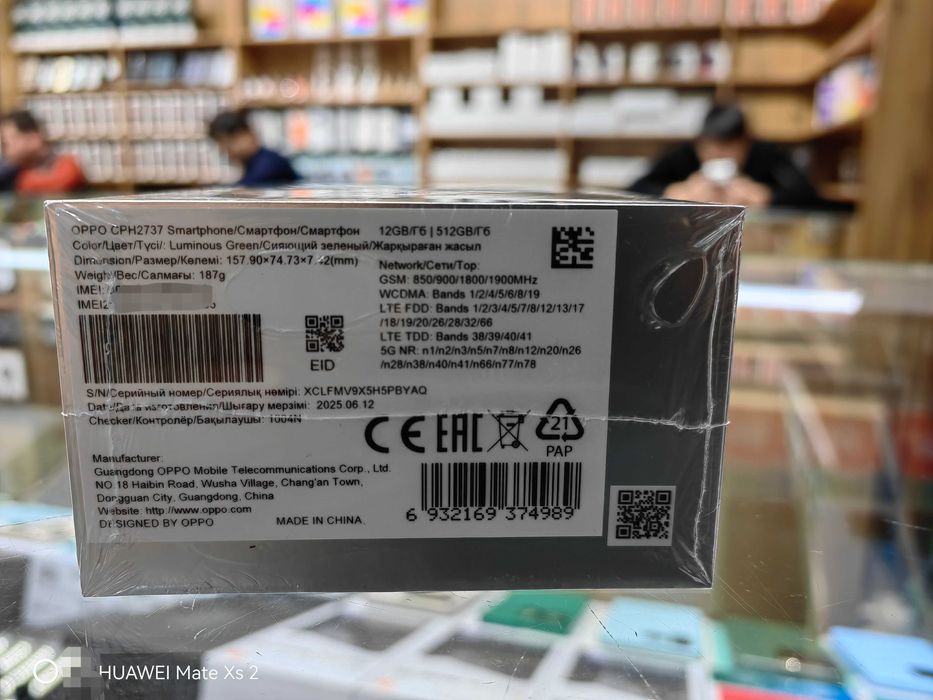 OPPO CPH2737 Smartphone/Смартфон/Смартфон
Color/Цвет/Түсі/: Luminous Green/Сияющий зеленый/Жарқыраған жасыл
Dimension/Размер/Көлемі: 157.90×74.73×7. 2(mm)
Weight/Вес/Салмағы: 187g
IMEI
IMEI2
12GB/Гб | 512GB/Гб
Network/Сети/Тор:
GSM: 850/900/1800/1900MHz
WCDMA: Bands 1/2/4/5/6/8/19
LTE FDD: Bands 1/2/3/4/5/7/8/12/13/17
/18/19/20/26/28/32/66
LTE TDD: Bands 38/39/40/41
5G NR: n1/n2/n3/n5/n7/n8/n12/n20/n26
/n28/n38/n40/n41/n66/n77/n78
EID
S/N/Серийный номер/Сериялық нөмірі: XCLFMV9X5H5PBYAQ
Date/Дата изготовления/Шығару мерзімі: 2025.06.12
Checker/Контролёр/Бақылаушы: 1004N
CE EAC
21
PAP
Manufacturer:
Guangdong OPPO Mobile Telecommunications Corp., Ltd.
NO.18 Haibin Road, Wusha Village, Chang'an Town,
Dongguan City, Guangdong, China
Website: http://www.oppo.com
DESIGNED BY OPPO
MADE IN CHINA.
6 932169 374989
HUAWEI Mate Xs 2